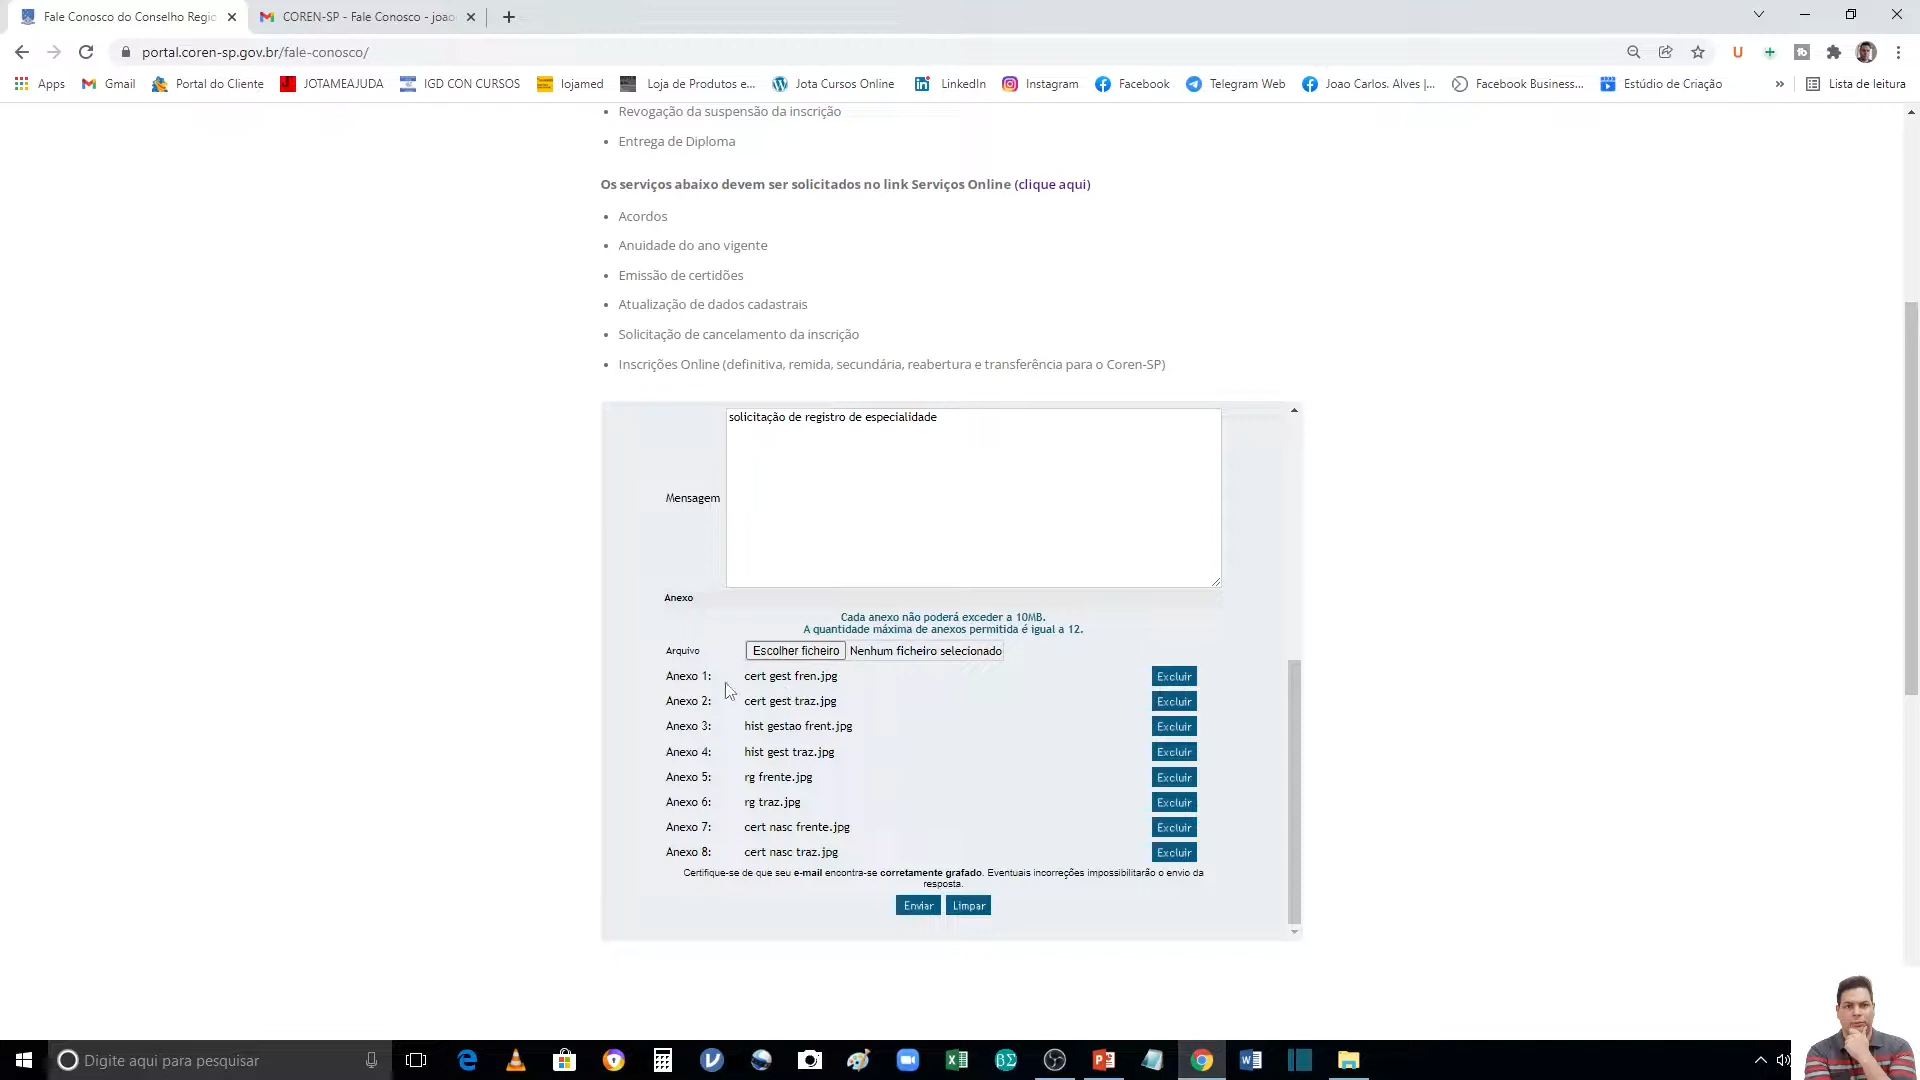 Fale Conosco do Conselho Regio
COREN-SP - Fale Conosco - joao
portal.coren-sp.gov.br/fale-conosco/
Apps
Gmail
Portal do Cliente
JOTAMEAJUDA
IGD CON CURSOS
lojamed
Loja de Produtos e...
Jota Cursos Online
LinkedIn
Instagram
Facebook
Telegram Web
Joao Carlos. Alves |...
Facebook Business...
Estúdio de Criação
»
Lista de leitura
• Revogação da suspensão da inscrição
• Entrega de Diploma
Os serviços abaixo devem ser solicitados no link Serviços Online (clique aqui)
• Acordos
• Anuidade do ano vigente
• Emissão de certidões
• Atualização de dados cadastrais
• Solicitação de cancelamento da inscrição
• Inscrições Online (definitiva, remida, secundária, reabertura e transferência para o Coren-SP)
solicitação de registro de especialidade
Mensagem
Anexo
Cada anexo não poderá exceder a 10MB.
A quantidade máxima de anexos permitida é igual a 12.
Arquivo Escolher ficheiro Nenhum ficheiro selecionado
Anexo 1: cert gest fren.jpg Excluir
Anexo 2: cert gest traz.jpg Excluir
Anexo 3: hist gestao frent.jpg Excluir
Anexo 4: hist gest traz.jpg Excluir
Anexo 5: rg frente.jpg Excluir
Anexo 6: rg traz.jpg Excluir
Anexo 7: cert nasc frente.jpg Excluir
Anexo 8: cert nasc traz.jpg Excluir
Certifique-se de que seu e-mail encontra-se corretamente grafado. Eventuais incorreções impossibilitarão o envio da
resposta.
Enviar Limpar
Digite aqui para pesquisar